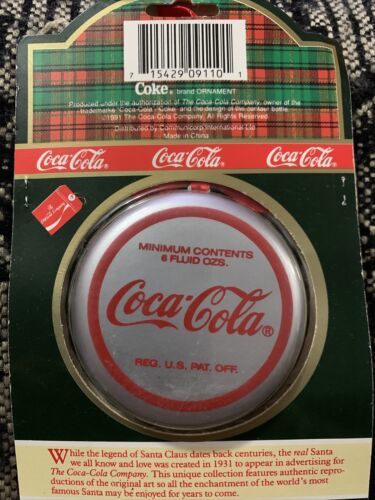 7 15429 09110 1
Coke® brand ORNAMENT
Produced under the authorization of The Coca-Cola Company, owner of the
trademarks "Coca-Cola", "Coke" and the design of the contour bottle.
©1991 The Coca-Cola Company. All Rights Reserved.
Distributed by Communicorp International Ltd.
Made in China
Coca-Cola® Coca-Cola® Coca-Cola®
MINIMUM CONTENTS
6 FLUID OZS.
Coca-Cola®
REG. U.S. PAT. OFF.
While the legend of Santa Claus dates back centuries, the real Santa
we all know and love was created in 1931 to appear in advertising for
The Coca-Cola Company. This unique collection features authentic repro-
ductions of the original art so all the enchantment of the world's most
famous Santa may be enjoyed for years to come.